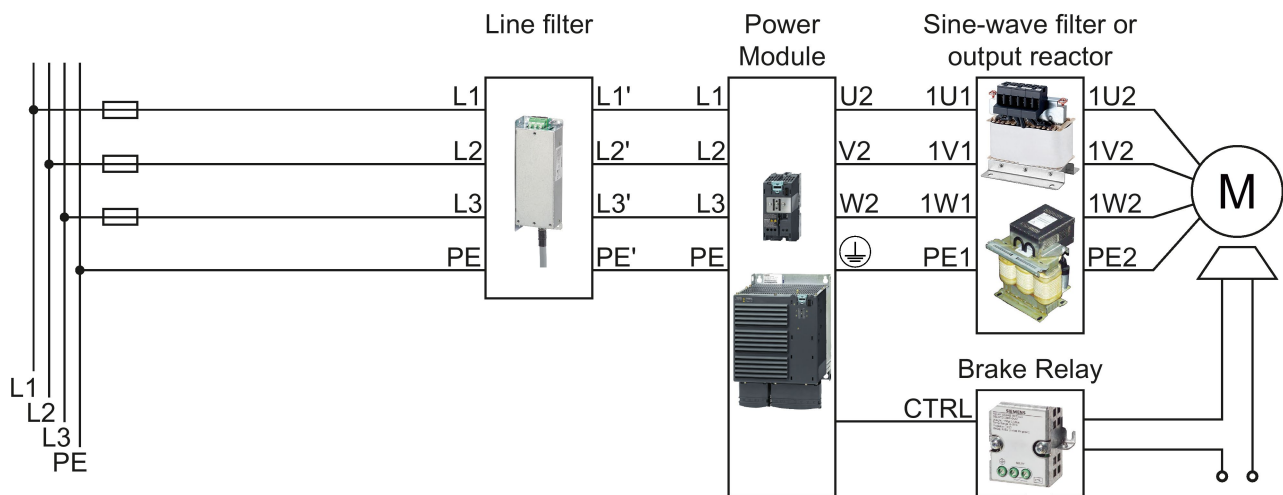 Line filter
Power
Module
Sine-wave filter or
output reactor
L1 L1' L1 U2 1U1 1U2
L2 L2' L2 V2 1V1 1V2
M
L3 L3' L3 W2 1W1 1W2
PE PE' PE PE1 PE2
Brake Relay
L1
L2
L3
PE
CTRL
SIEMENS